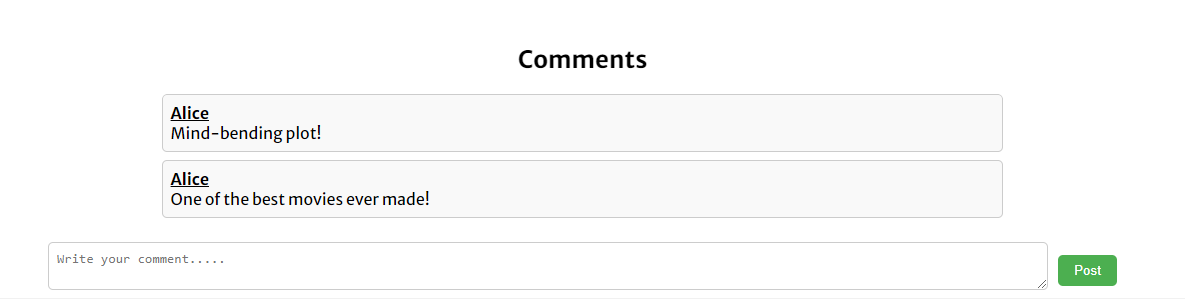 Comments
Alice
Mind-bending plot!
Alice
One of the best movies ever made!
Write your comment.....
Post